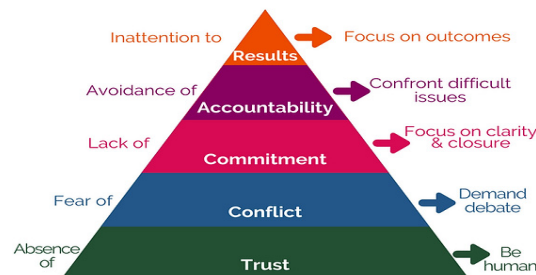 Inattention to
Results
Focus on outcomes
Avoidance of
Accountability
Confront difficult
issues
Lack of
Commitment
Focus on clarity
& closure
Fear of
Conflict
Demand
debate
Absence
of
Trust
Be
human